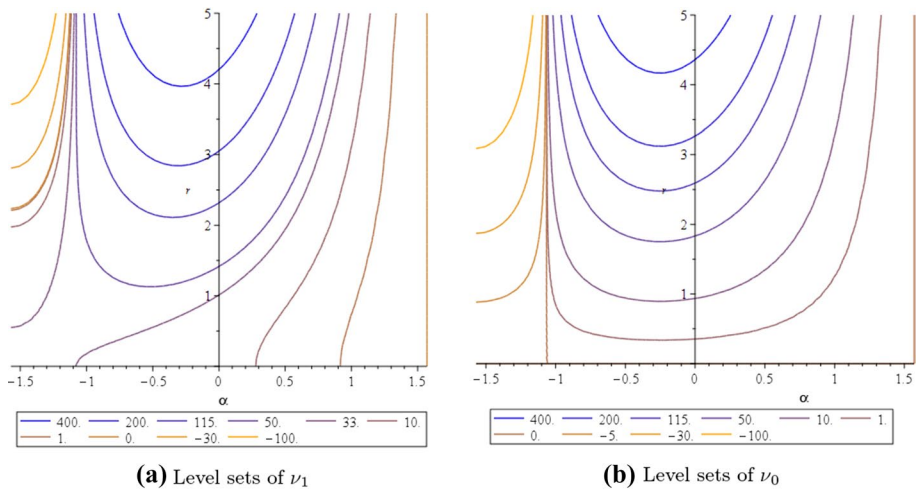 5
4
3
r
2
1
−1.5 −1 −0.5 0 0.5 1 1.5
α
400. 200. 115. 50. 33. 10.
1. 0. −30. −100.
(a) Level sets of ν₁
5
4
3
r
2
1
−1.5 −1 −0.5 0 0.5 1 1.5
α
400. 200. 115. 50. 10. 1.
0. −5. −30. −100.
(b) Level sets of ν₀